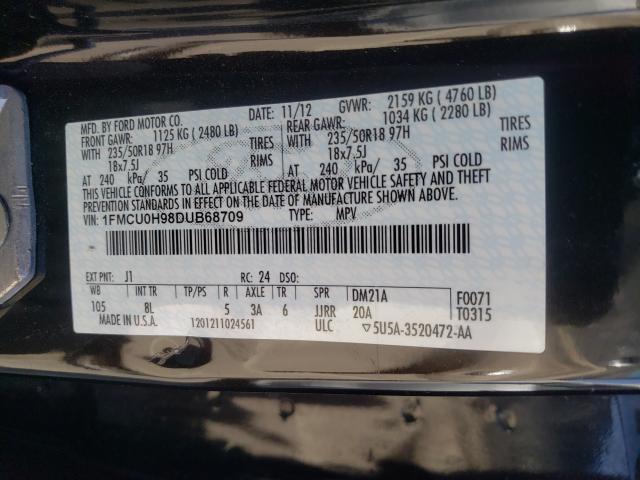 MFD. BY FORD MOTOR CO.
DATE: 11/12 GVWR: 2159 KG ( 4760 LB)
FRONT GAWR: 1125 KG ( 2480 LB) REAR GAWR: 1034 KG ( 2280 LB)
WITH 235/50R18 97H TIRES WITH 235/50R18 97H TIRES
18x7.5J RIMS 18x7.5J RIMS
AT 240 kPa/ 35 PSI COLD AT 240 kPa/ 35 PSI COLD
THIS VEHICLE CONFORMS TO ALL APPLICABLE FEDERAL MOTOR VEHICLE SAFETY AND THEFT
PREVENTION STANDARDS IN EFFECT ON THE DATE OF MANUFACTURE SHOWN ABOVE.
VIN: 1FMCU0H98DUB68709 TYPE: MPV
EXT PNT: J1 RC: 24 DSO:
WB INT TR TP/PS R AXLE TR SPR DM21A F0071
105 8L 5 3A 6 JJRR 20A T0315
MADE IN U.S.A. 1201211024561 ULC ▽5U5A-3520472-AA